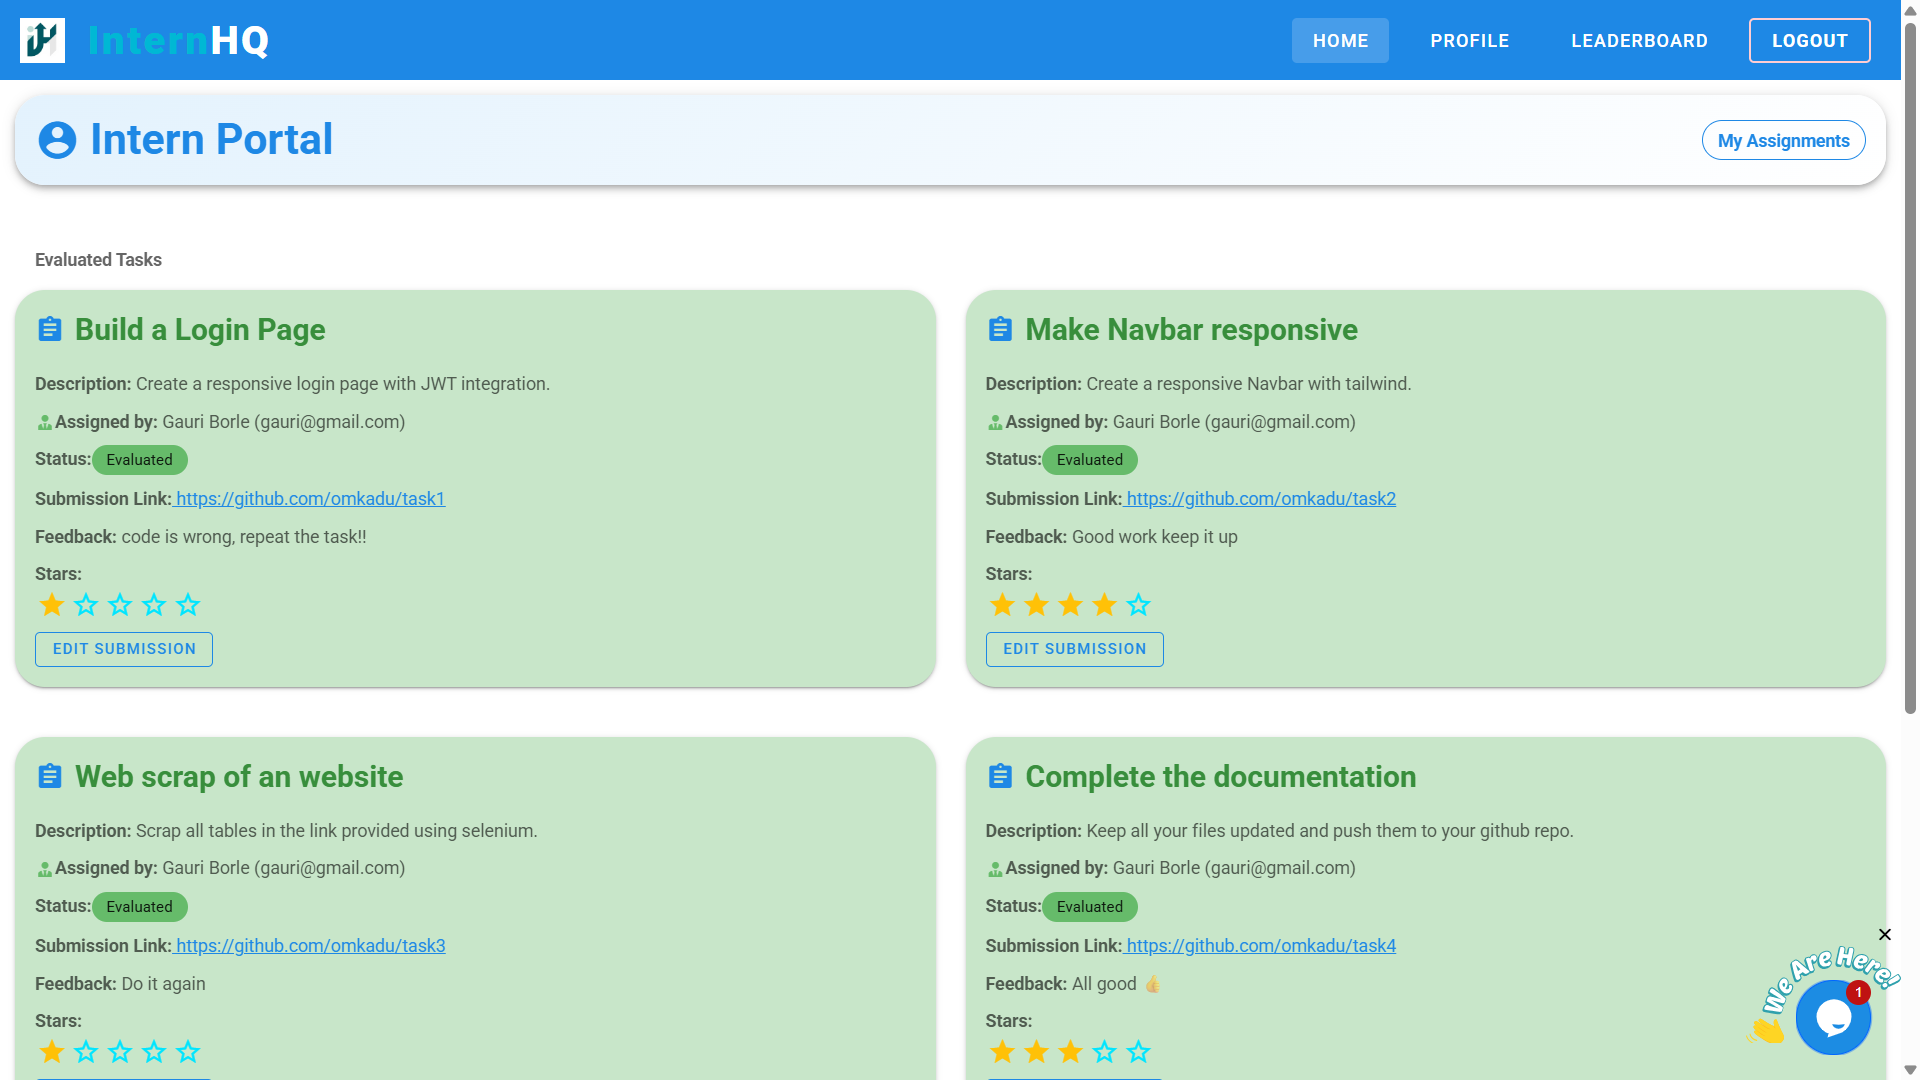 InternHQ
HOME
PROFILE
LEADERBOARD
LOGOUT
Intern Portal
My Assignments
Evaluated Tasks
Build a Login Page
Description: Create a responsive login page with JWT integration.
Assigned by: Gauri Borle (gauri@gmail.com)
Status: Evaluated
Submission Link: https://github.com/omkadu/task1
Feedback: code is wrong, repeat the task!!
Stars:
EDIT SUBMISSION
Make Navbar responsive
Description: Create a responsive Navbar with tailwind.
Assigned by: Gauri Borle (gauri@gmail.com)
Status: Evaluated
Submission Link: https://github.com/omkadu/task2
Feedback: Good work keep it up
Stars:
EDIT SUBMISSION
Web scrap of an website
Description: Scrap all tables in the link provided using selenium.
Assigned by: Gauri Borle (gauri@gmail.com)
Status: Evaluated
Submission Link: https://github.com/omkadu/task3
Feedback: Do it again
Stars:
Complete the documentation
Description: Keep all your files updated and push them to your github repo.
Assigned by: Gauri Borle (gauri@gmail.com)
Status: Evaluated
Submission Link: https://github.com/omkadu/task4
Feedback: All good 👍
Stars:
We Are Here!
1